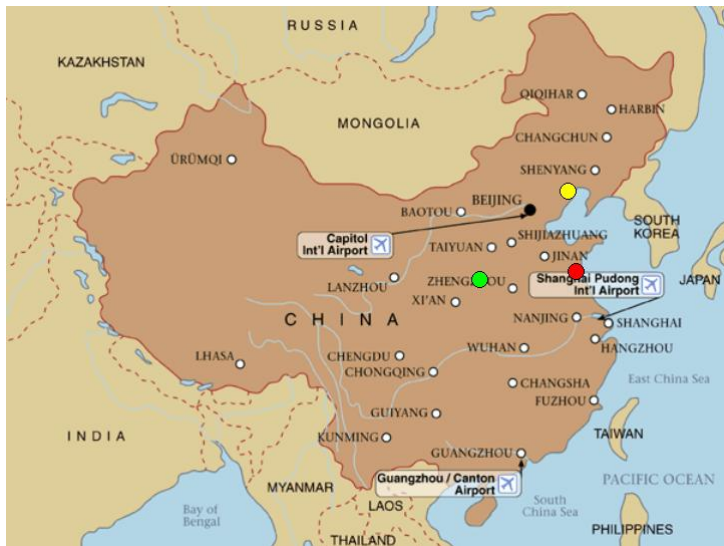 RUSSIA
KAZAKHSTAN
QIQIHAR
HARBIN
MONGOLIA
CHANGCHUN
ÜRÜMQI
SHENYANG
BEIJING
BAOTOU
SOUTH
KOREA
Capitol
Int'l Airport
TAIYUAN
SHIJIAZHUANG
JINAN
LANZHOU
ZHENGZHOU
Shanghai Pudong
Int'l Airport
JAPAN
XI'AN
CHINA
NANJING
SHANGHAI
LHASA
CHENGDU
WUHAN
HANGZHOU
CHONGQING
CHANGSHA
East China Sea
FUZHOU
GUIYANG
INDIA
KUNMING
TAIWAN
GUANGZHOU
Guangzhou / Canton
Airport
PACIFIC OCEAN
MYANMAR
LAOS
Bay of
Bengal
South
China Sea
THAILAND
PHILIPPINES